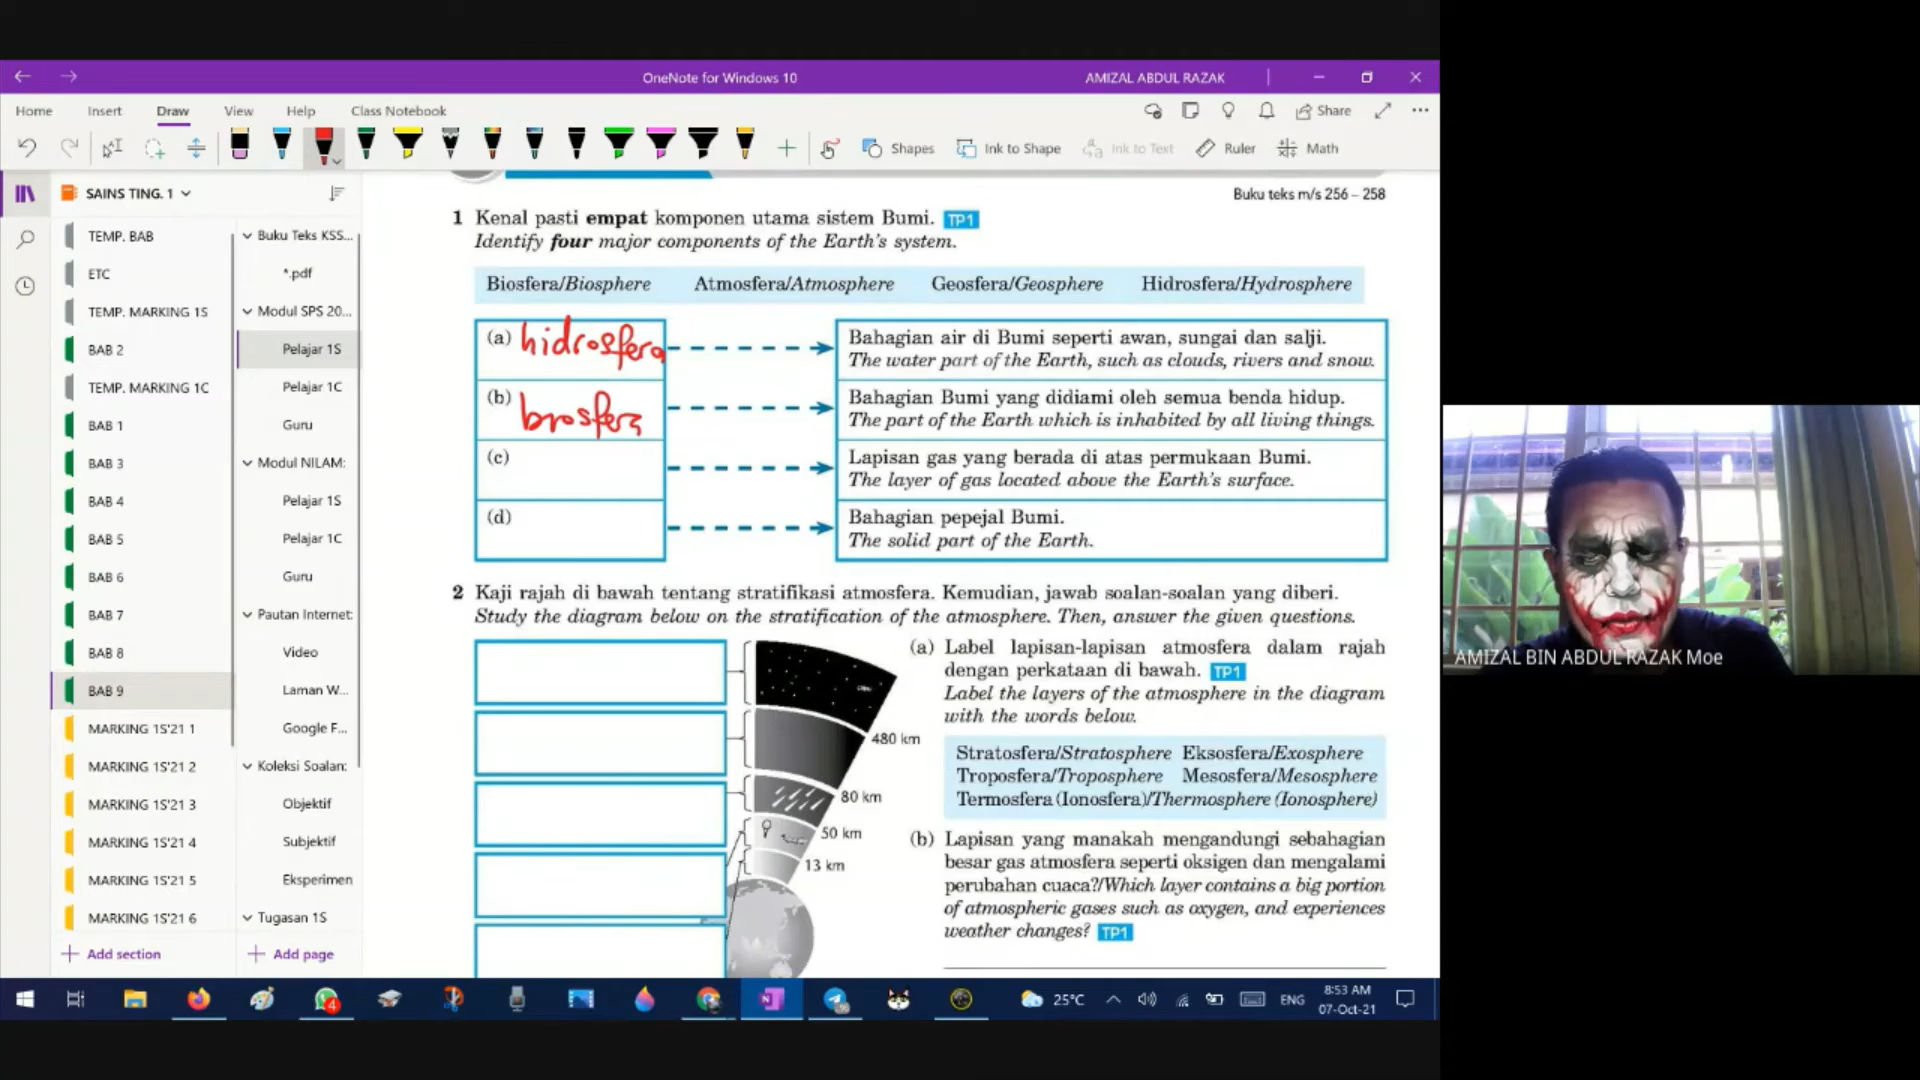 OneNote for Windows 10
AMIZAL ABDUL RAZAK
Home Insert Draw View Help Class Notebook
Share
Shapes Ink to Shape Ink to Text Ruler Math
SAINS TING. 1
TEMP. BAB
ETC
TEMP. MARKING 1S
BAB 2
TEMP. MARKING 1C
BAB 1
BAB 3
BAB 4
BAB 5
BAB 6
BAB 7
BAB 8
BAB 9
MARKING 1S'21 1
MARKING 1S'21 2
MARKING 1S'21 3
MARKING 1S'21 4
MARKING 1S'21 5
MARKING 1S'21 6
Add section
Buku Teks KSS...
*.pdf
Modul SPS 20...
Pelajar 1S
Pelajar 1C
Guru
Modul NILAM:
Pelajar 1S
Pelajar 1C
Guru
Pautan Internet:
Video
Laman W...
Google F...
Koleksi Soalan:
Objektif
Subjektif
Eksperimen
Tugasan 1S
Add page
Buku teks m/s 256 – 258
1 Kenal pasti empat komponen utama sistem Bumi. TP1
Identify four major components of the Earth's system.
Biosfera/Biosphere Atmosfera/Atmosphere Geosfera/Geosphere Hidrosfera/Hydrosphere
(a) hidrosfera
Bahagian air di Bumi seperti awan, sungai dan salji.
The water part of the Earth, such as clouds, rivers and snow.
(b) brosfera
Bahagian Bumi yang didiami oleh semua benda hidup.
The part of the Earth which is inhabited by all living things.
(c)
Lapisan gas yang berada di atas permukaan Bumi.
The layer of gas located above the Earth's surface.
(d)
Bahagian pepejal Bumi.
The solid part of the Earth.
2 Kaji rajah di bawah tentang stratifikasi atmosfera. Kemudian, jawab soalan-soalan yang diberi.
Study the diagram below on the stratification of the atmosphere. Then, answer the given questions.
480 km
80 km
50 km
13 km
(a) Label lapisan-lapisan atmosfera dalam rajah
dengan perkataan di bawah. TP1
Label the layers of the atmosphere in the diagram
with the words below.
Stratosfera/Stratosphere Eksosfera/Exosphere
Troposfera/Troposphere Mesosfera/Mesosphere
Termosfera (Ionosfera)/Thermosphere (Ionosphere)
(b) Lapisan yang manakah mengandungi sebahagian
besar gas atmosfera seperti oksigen dan mengalami
perubahan cuaca?/Which layer contains a big portion
of atmospheric gases such as oxygen, and experiences
weather changes? TP1
AMIZAL BIN ABDUL RAZAK Moe
4
25°C
ENG
8:53 AM
07-Oct-21